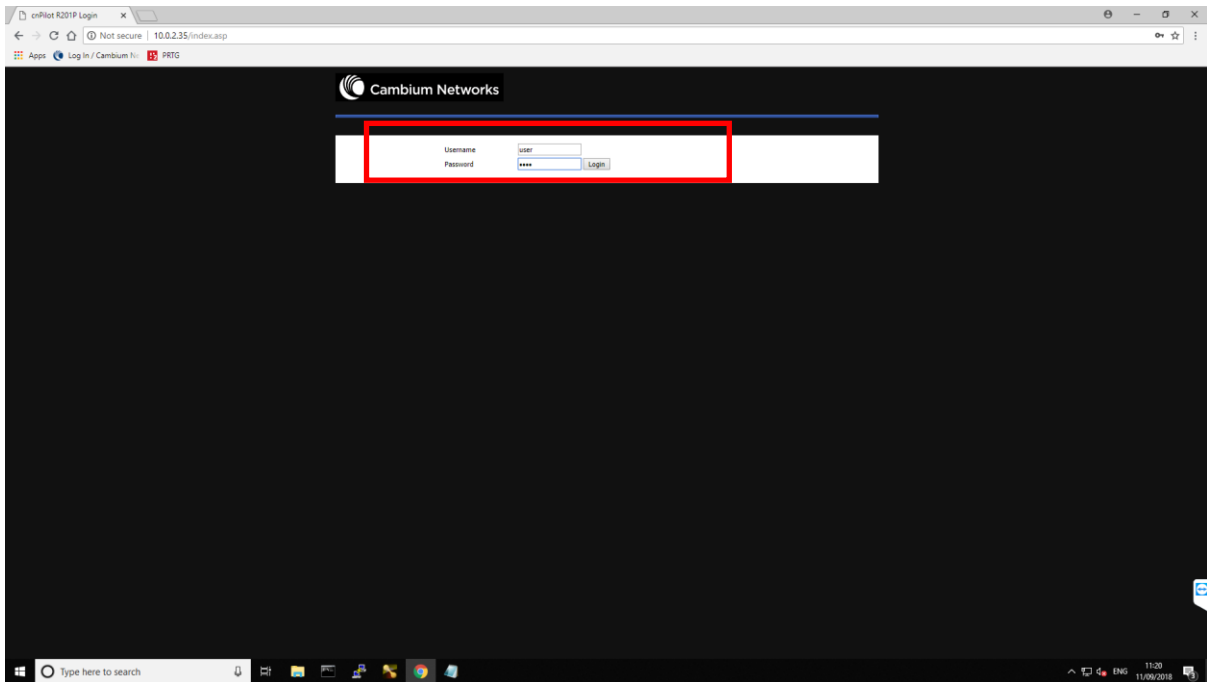 cnPilot R201P Login
Not secure | 10.0.2.35/index.asp
Apps Log In / Cambium Ne PRTG
Cambium Networks
Username user
Password •••• Login
Type here to search
ENG 11:20
11/09/2018